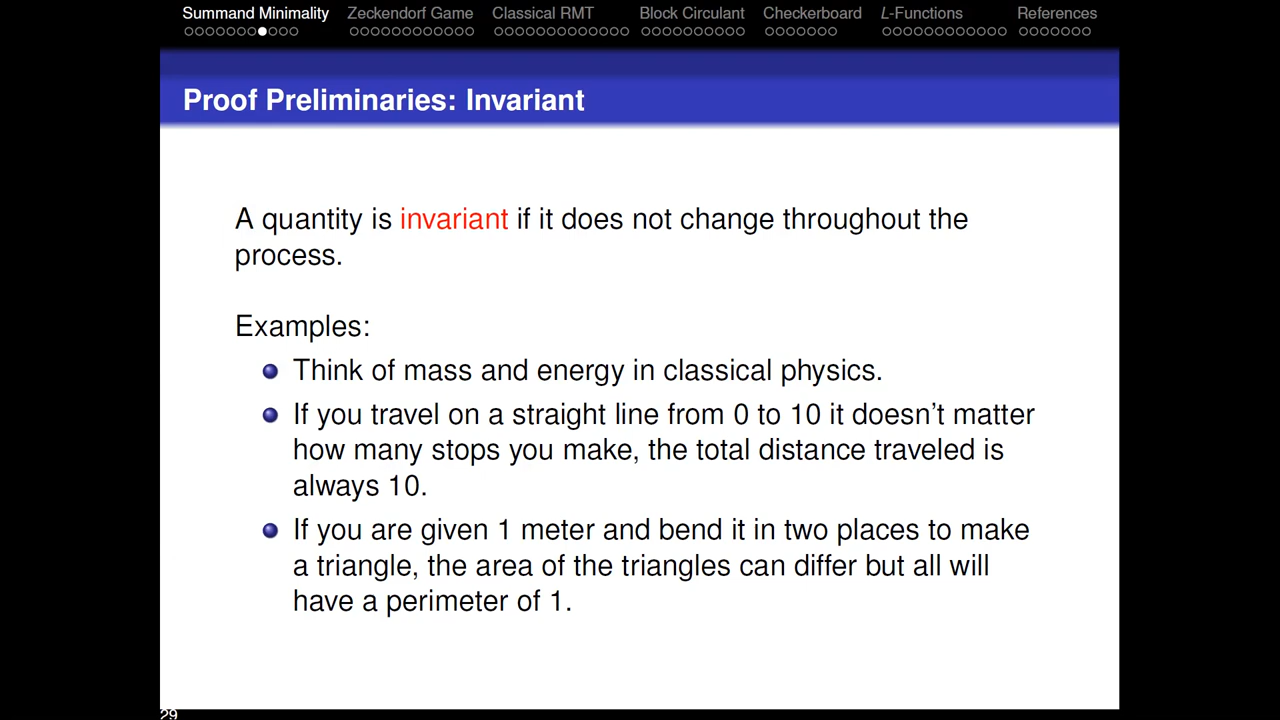 Summand Minimality Zeckendorf Game Classical RMT Block Circulant Checkerboard L-Functions References
Proof Preliminaries: Invariant
A quantity is invariant if it does not change throughout the
process.
Examples:
Think of mass and energy in classical physics.
If you travel on a straight line from 0 to 10 it doesn't matter
how many stops you make, the total distance traveled is
always 10.
If you are given 1 meter and bend it in two places to make
a triangle, the area of the triangles can differ but all will
have a perimeter of 1.
29